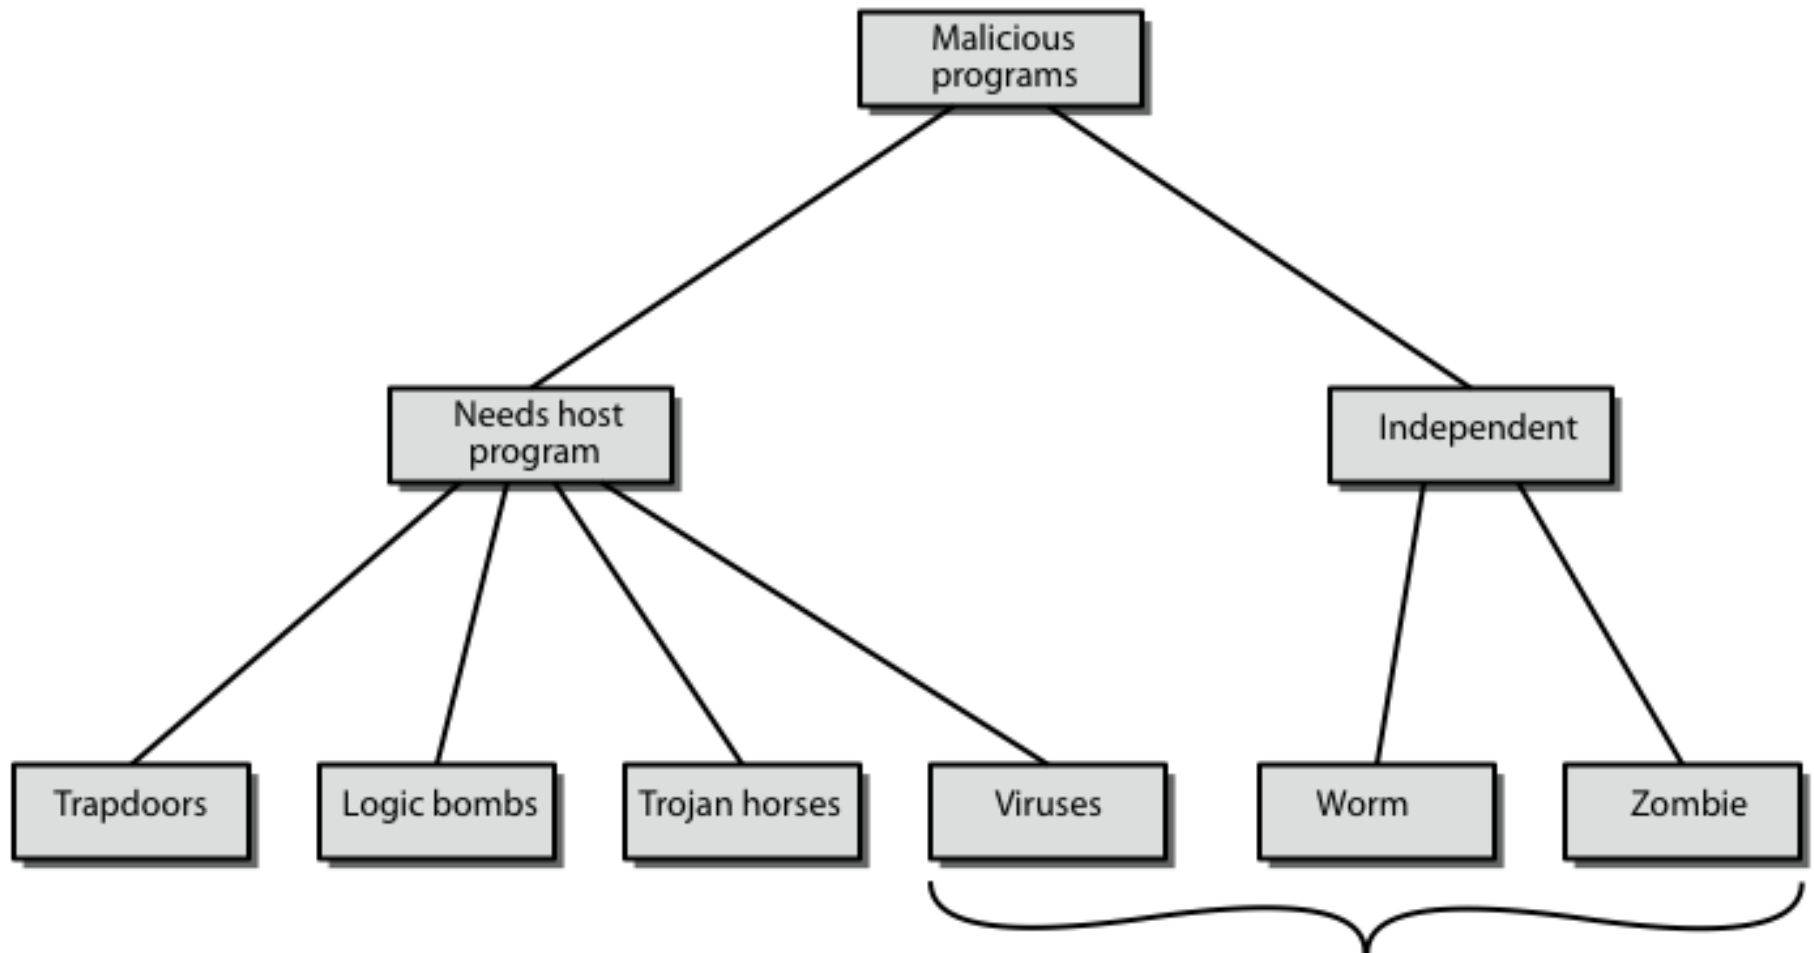 Malicious
programs
Needs host
program
Independent
Trapdoors
Logic bombs
Trojan horses
Viruses
Worm
Zombie